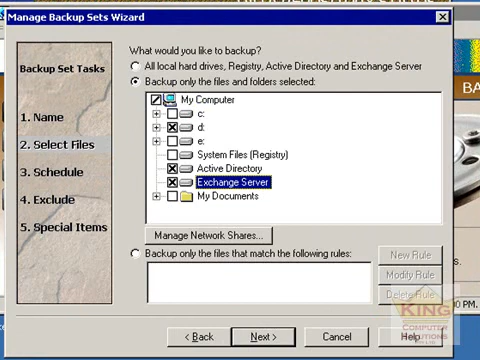 Manage Backup Sets Wizard
Backup Set Tasks
1. Name
2. Select Files
3. Schedule
4. Exclude
5. Special Items
What would you like to backup?
All local hard drives, Registry, Active Directory and Exchange Server
Backup only the files and folders selected:
My Computer
c:
d:
e:
System Files (Registry)
Active Directory
Exchange Server
My Documents
Manage Network Shares...
Backup only the files that match the following rules:
New Rule
Modify Rule
Delete Rule
< Back
Next >
Cancel
Help
BA
s.
PM,
KING
COMPUTER
SOLUTIONS